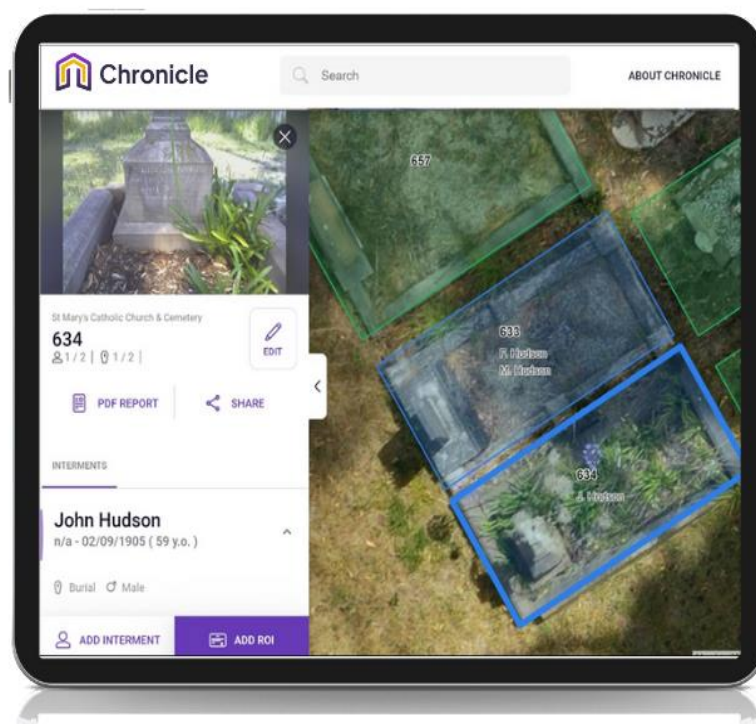 Chronicle
Search
ABOUT CHRONICLE
St Mary's Catholic Church & Cemetery
634
1 / 2 | 1 / 2 |
EDIT
PDF REPORT
SHARE
INTERMENTS
John Hudson
n/a - 02/09/1905 ( 59 y.o. )
Burial
Male
ADD INTERMENT
ADD ROI
657
633
F. Hudson
M. Hudson
634
J. Hudson